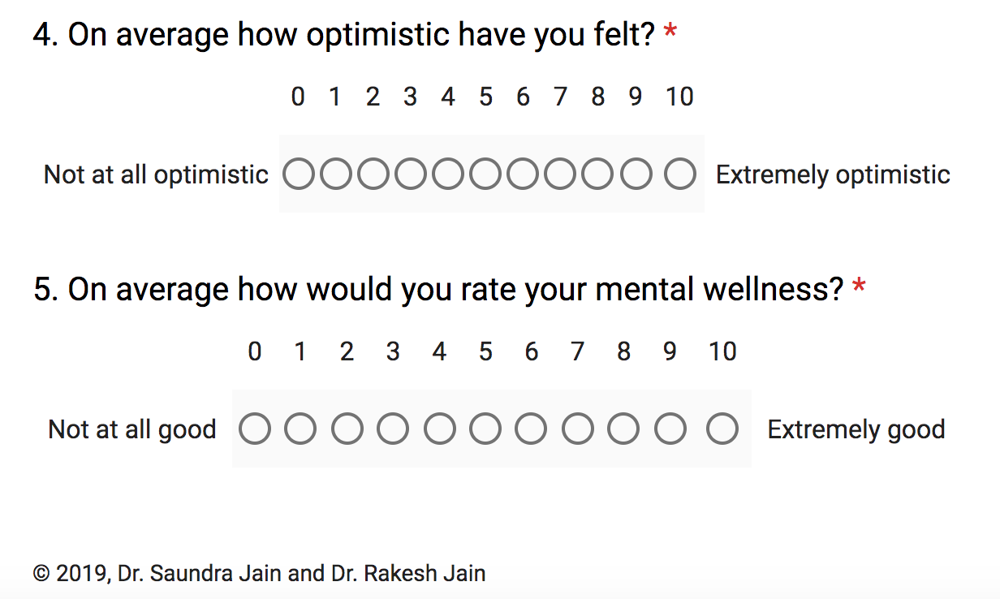 4. On average how optimistic have you felt? *
0 1 2 3 4 5 6 7 8 9 10
Not at all optimistic Extremely optimistic
5. On average how would you rate your mental wellness? *
0 1 2 3 4 5 6 7 8 9 10
Not at all good Extremely good
© 2019, Dr. Saundra Jain and Dr. Rakesh Jain